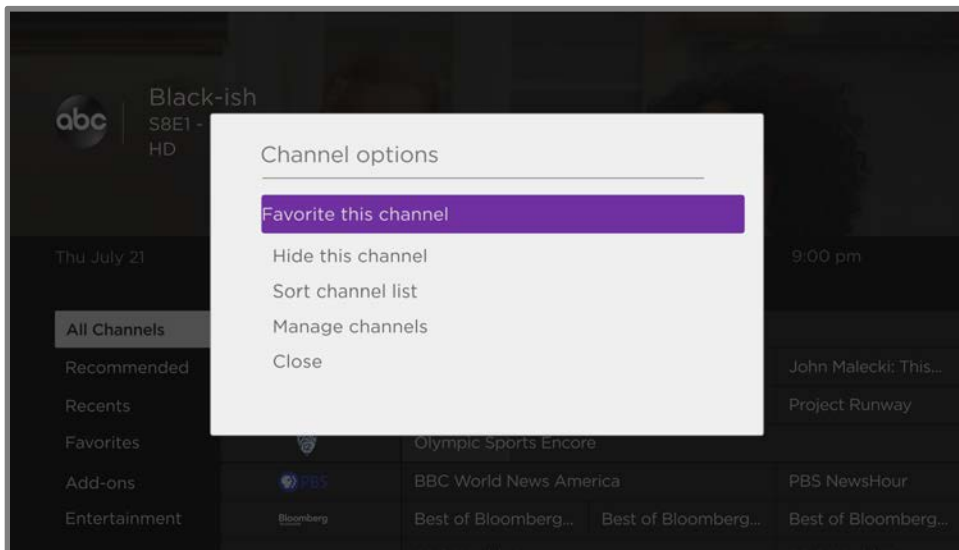 abc
Black-ish
S8E1 -
HD
Channel options
Favorite this channel
Hide this channel
Sort channel list
Manage channels
Close
Thu July 21
9:00 pm
All Channels
Recommended
John Malecki: This...
Recents
Project Runway
Favorites
Olympic Sports Encore
Add-ons
PBS
BBC World News America
PBS NewsHour
Entertainment
Bloomberg
Best of Bloomberg...
Best of Bloomberg...
Best of Bloomberg...